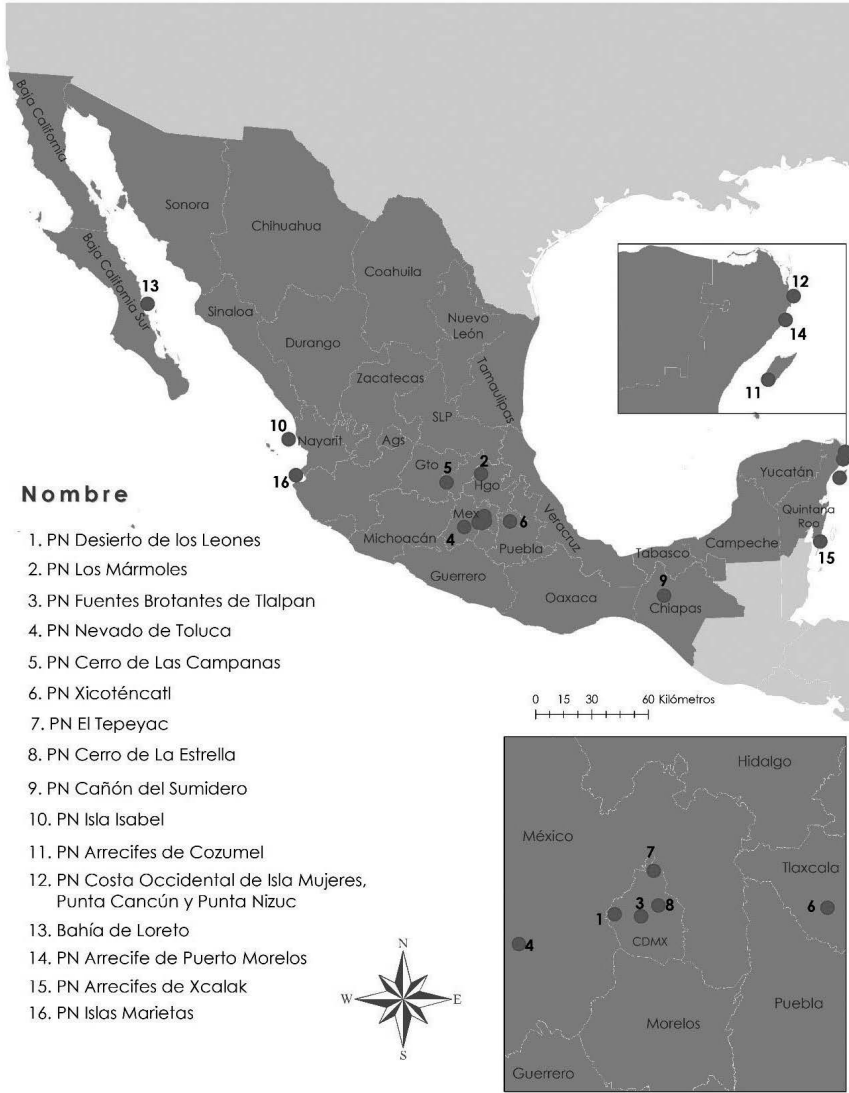 Baja California
Sonora
Chihuahua
Coahuila
Baja California Sur
13
Sinaloa
Nuevo
León
Durango
Tamaulipas
Zacatecas
SLP
10
Nayarit
Ags
16
Gto
5
2
Hgo
Mex
4
6
Veracruz
Michoacán
Puebla
Guerrero
Oaxaca
Tabasco
9
Chiapas
Campeche
Yucatán
Quintana
Roo
15
12
14
11
0 15 30 60 Kilómetros
Nombre
1. PN Desierto de los Leones
2. PN Los Mármoles
3. PN Fuentes Brotantes de Tlalpan
4. PN Nevado de Toluca
5. PN Cerro de Las Campanas
6. PN Xicoténcatl
7. PN El Tepeyac
8. PN Cerro de La Estrella
9. PN Cañón del Sumidero
10. PN Isla Isabel
11. PN Arrecifes de Cozumel
12. PN Costa Occidental de Isla Mujeres,
Punta Cancún y Punta Nizuc
13. Bahía de Loreto
14. PN Arrecife de Puerto Morelos
15. PN Arrecifes de Xcalak
16. PN Islas Marietas
N
W E
S
Hidalgo
México
7
Tlaxcala
1
3
8
6
CDMX
4
Puebla
Morelos
Guerrero